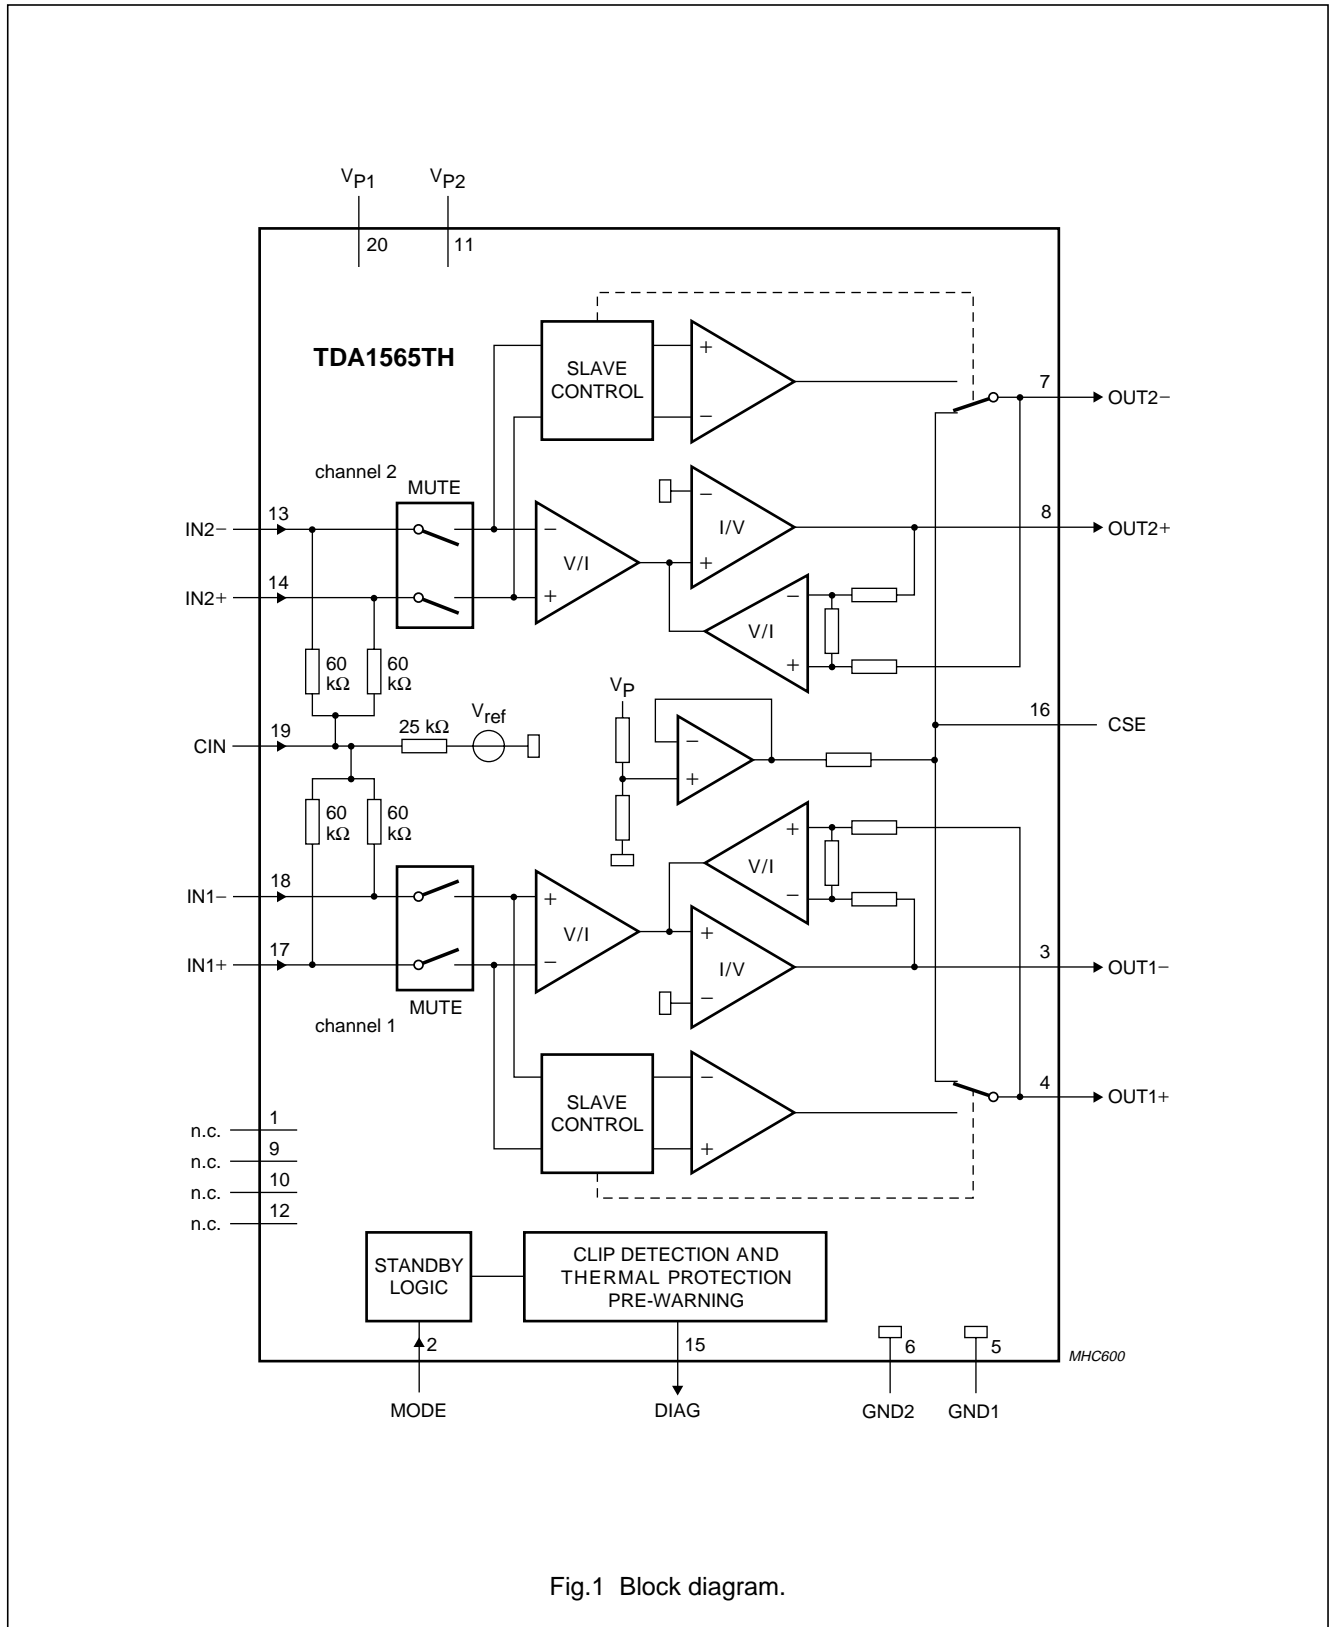 VP1
VP2
20
11
TDA1565TH
SLAVE
CONTROL
+
−
7
OUT2−
channel 2
MUTE
IN2−
13
−
V/I
+
−
I/V
+
8
OUT2+
IN2+
14
−
V/I
+
60
kΩ
60
kΩ
VP
CIN
19
25 kΩ
Vref
−
+
16
CSE
60
kΩ
60
kΩ
+
V/I
−
IN1−
18
+
V/I
−
+
I/V
−
3
OUT1−
IN1+
17
MUTE
channel 1
SLAVE
CONTROL
−
+
4
OUT1+
n.c.
1
n.c.
9
n.c.
10
n.c.
12
STANDBY
LOGIC
CLIP DETECTION AND
THERMAL PROTECTION
PRE-WARNING
2
15
6
5
MHC600
MODE
DIAG
GND2
GND1
Fig.1 Block diagram.